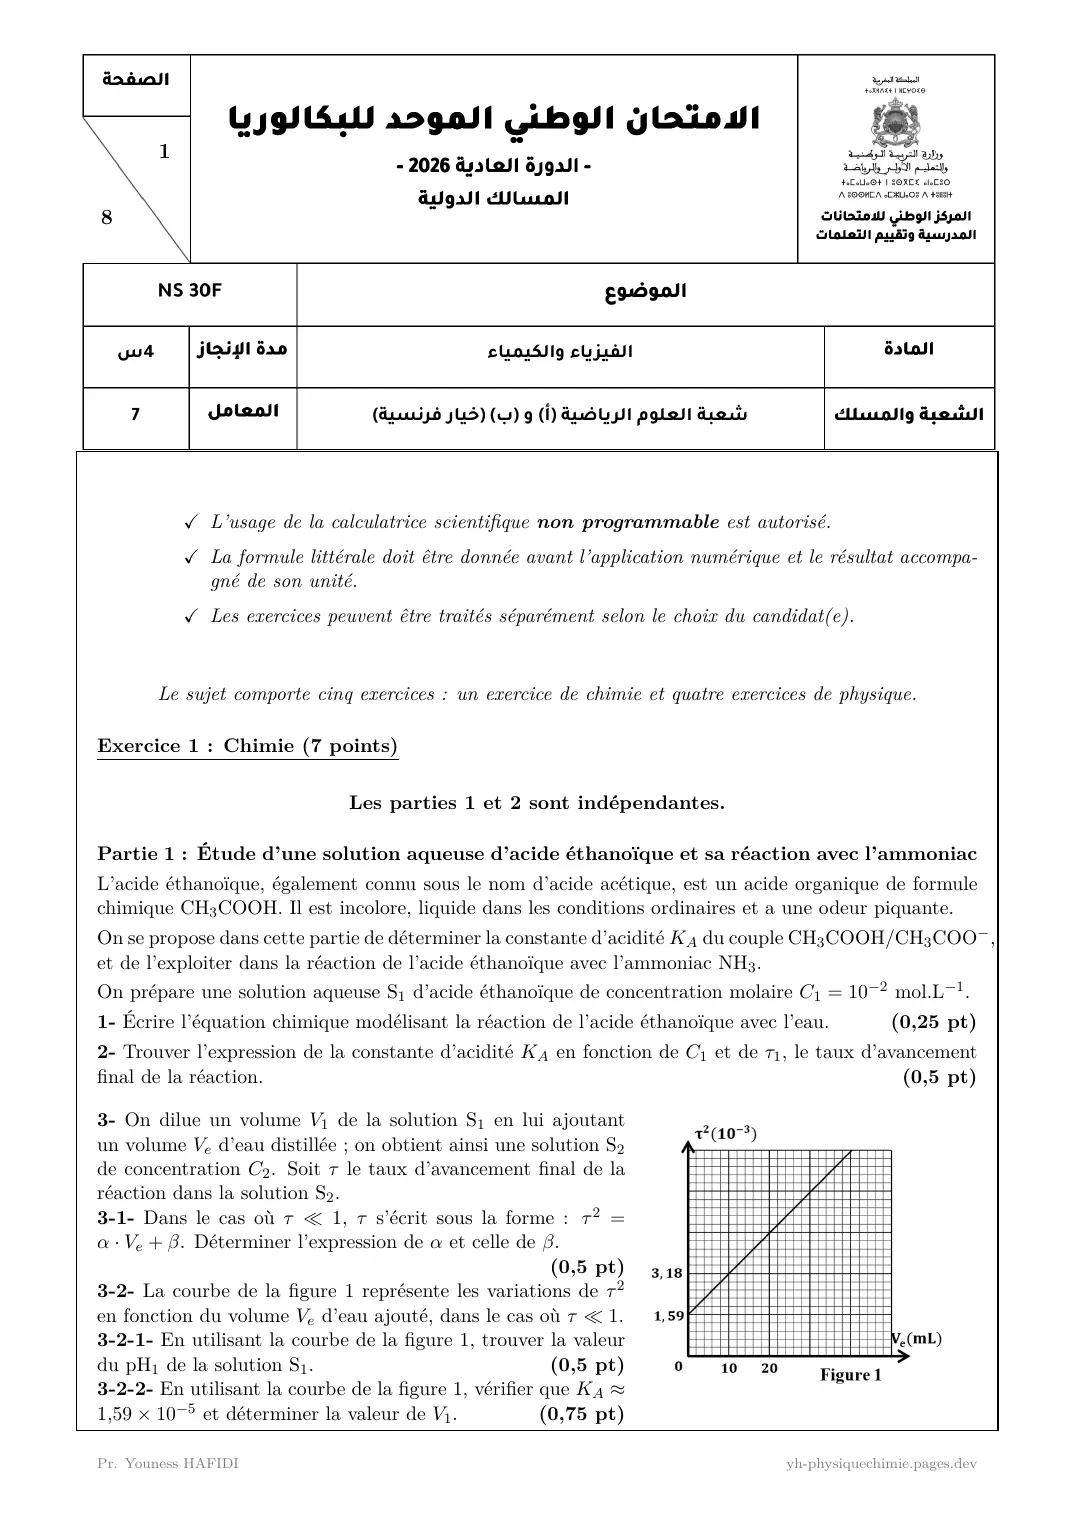 الصفحة
1
8
الامتحان الوطني الموحد للبكالوريا
- الدورة العادية 2026 -
المسالك الدولية
المملكة المغربية
وزارة التربية الوطنية
والتعليم الأولي والرياضة
المركز الوطني للامتحانات
المدرسية وتقييم التعلمات
NS 30F
الموضوع
4س
مدة الإنجاز
الفيزياء والكيمياء
المادة
7
المعامل
شعبة العلوم الرياضية (أ) و (ب) (خيار فرنسية)
الشعبة والمسلك
✓ L'usage de la calculatrice scientifique non programmable est autorisé.
✓ La formule littérale doit être donnée avant l'application numérique et le résultat accompa-
gné de son unité.
✓ Les exercices peuvent être traités séparément selon le choix du candidat(e).
Le sujet comporte cinq exercices : un exercice de chimie et quatre exercices de physique.
Exercice 1 : Chimie (7 points)
Les parties 1 et 2 sont indépendantes.
Partie 1 : Étude d'une solution aqueuse d'acide éthanoïque et sa réaction avec l'ammoniac
L'acide éthanoïque, également connu sous le nom d'acide acétique, est un acide organique de formule
chimique CH₃COOH. Il est incolore, liquide dans les conditions ordinaires et a une odeur piquante.
On se propose dans cette partie de déterminer la constante d'acidité K_A du couple CH₃COOH/CH₃COO⁻,
et de l'exploiter dans la réaction de l'acide éthanoïque avec l'ammoniac NH₃.
On prépare une solution aqueuse S₁ d'acide éthanoïque de concentration molaire C₁ = 10⁻² mol.L⁻¹.
1- Écrire l'équation chimique modélisant la réaction de l'acide éthanoïque avec l'eau. (0,25 pt)
2- Trouver l'expression de la constante d'acidité K_A en fonction de C₁ et de τ₁, le taux d'avancement
final de la réaction. (0,5 pt)
3- On dilue un volume V₁ de la solution S₁ en lui ajoutant
un volume Vₑ d'eau distillée ; on obtient ainsi une solution S₂
de concentration C₂. Soit τ le taux d'avancement final de la
réaction dans la solution S₂.
3-1- Dans le cas où τ ≪ 1, τ s'écrit sous la forme : τ² =
α · Vₑ + β. Déterminer l'expression de α et celle de β.
(0,5 pt)
3-2- La courbe de la figure 1 représente les variations de τ²
en fonction du volume Vₑ d'eau ajouté, dans le cas où τ ≪ 1.
3-2-1- En utilisant la courbe de la figure 1, trouver la valeur
du pH₁ de la solution S₁. (0,5 pt)
3-2-2- En utilisant la courbe de la figure 1, vérifier que K_A ≈
1,59 × 10⁻⁵ et déterminer la valeur de V₁. (0,75 pt)
τ²(10⁻³)
3,18
1,59
Vₑ(mL)
0
10
20
Figure 1
Pr. Youness HAFIDI
yh-physiquechimie.pages.dev